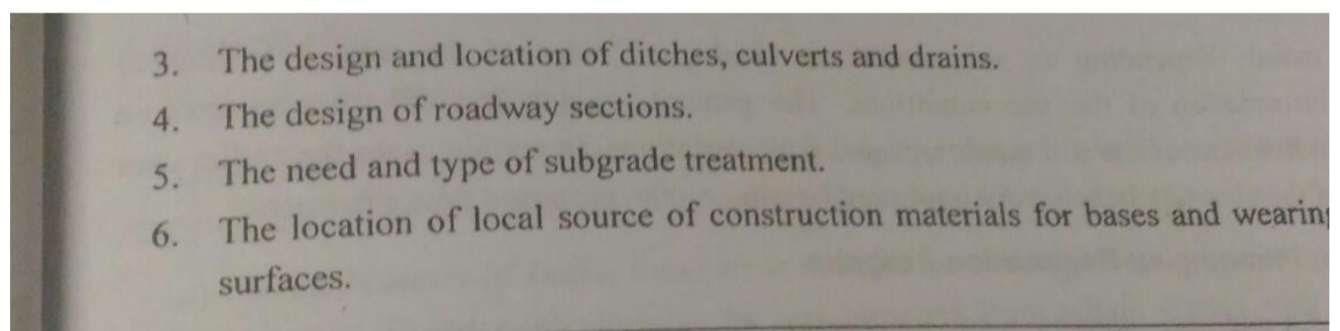 3. The design and location of ditches, culverts and drains.
4. The design of roadway sections.
5. The need and type of subgrade treatment.
6. The location of local source of construction materials for bases and wearing
surfaces.